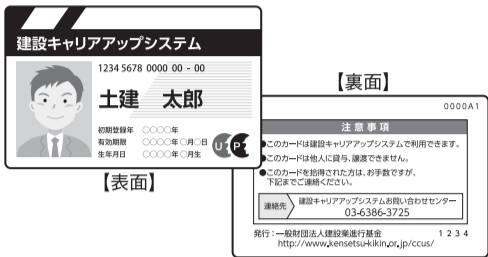 建設キャリアアップシステム
1234 5678 0000 00 - 00
土建 太郎
初期登録年 ○○○○年
有効期限 ○○○○年○月○日
生年月日 ○○○○年○月生
U P
【表面】
【裏面】
0000A1
注意事項
●このカードは建設キャリアアップシステムで利用できます。
●このカードは他人に貸与、譲渡できません。
●このカードを拾得された方は、お手数ですが、
下記までご連絡ください。
連絡先 建設キャリアアップシステムお問い合わせセンター
03-6386-3725
発行:一般財団法人建設業進行基金 1 2 3 4
http://www.kensetsu-kikin.or.jp/ccus/